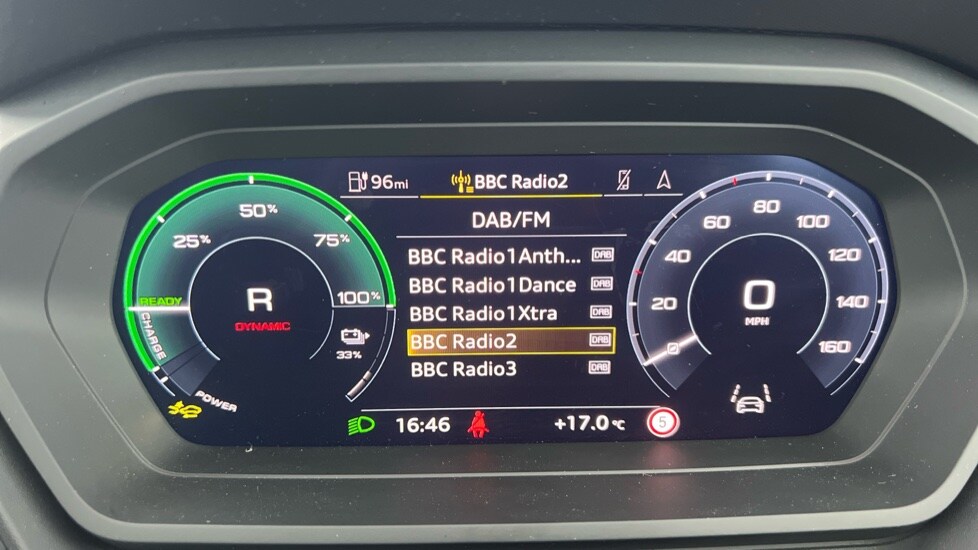 96mi
BBC Radio2
DAB/FM
BBC Radio1Anth...
DAB
BBC Radio1Dance
DAB
BBC Radio1Xtra
DAB
BBC Radio2
DAB
BBC Radio3
DAB
50%
25%
75%
100%
READY
CHARGE
POWER
R
DYNAMIC
33%
0
20
40
60
80
100
120
140
160
0
MPH
16:46
+17.0 °C
5